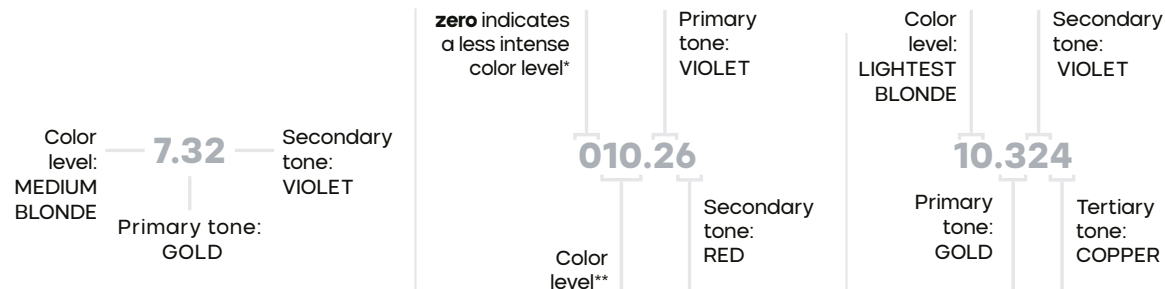 Color
level:
MEDIUM
BLONDE
7.32
Secondary
tone:
VIOLET
Primary tone:
GOLD
zero indicates
a less intense
color level*
Primary
tone:
VIOLET
010.26
Color
level**
Secondary
tone:
RED
Color
level:
LIGHTEST
BLONDE
Secondary
tone:
VIOLET
10.324
Primary
tone:
GOLD
Tertiary
tone:
COPPER